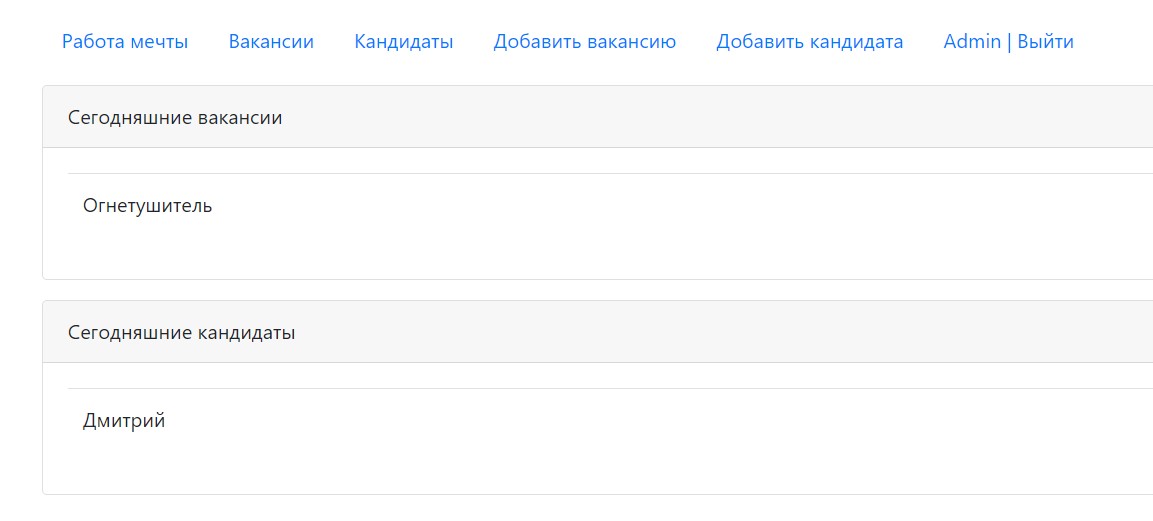 Работа мечты Вакансии Кандидаты Добавить вакансию Добавить кандидата Admin | Выйти
Сегодняшние вакансии
Огнетушитель
Сегодняшние кандидаты
Дмитрий